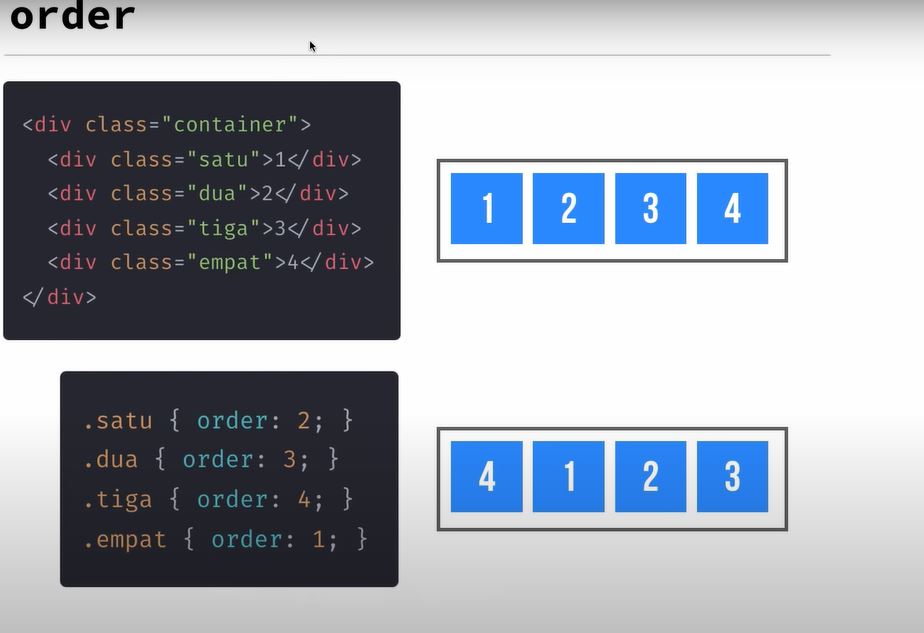 order
<div class="container">
<div class="satu">1</div>
<div class="dua">2</div>
<div class="tiga">3</div>
<div class="empat">4</div>
</div>
1 2 3 4
.satu { order: 2; }
.dua { order: 3; }
.tiga { order: 4; }
.empat { order: 1; }
4 1 2 3